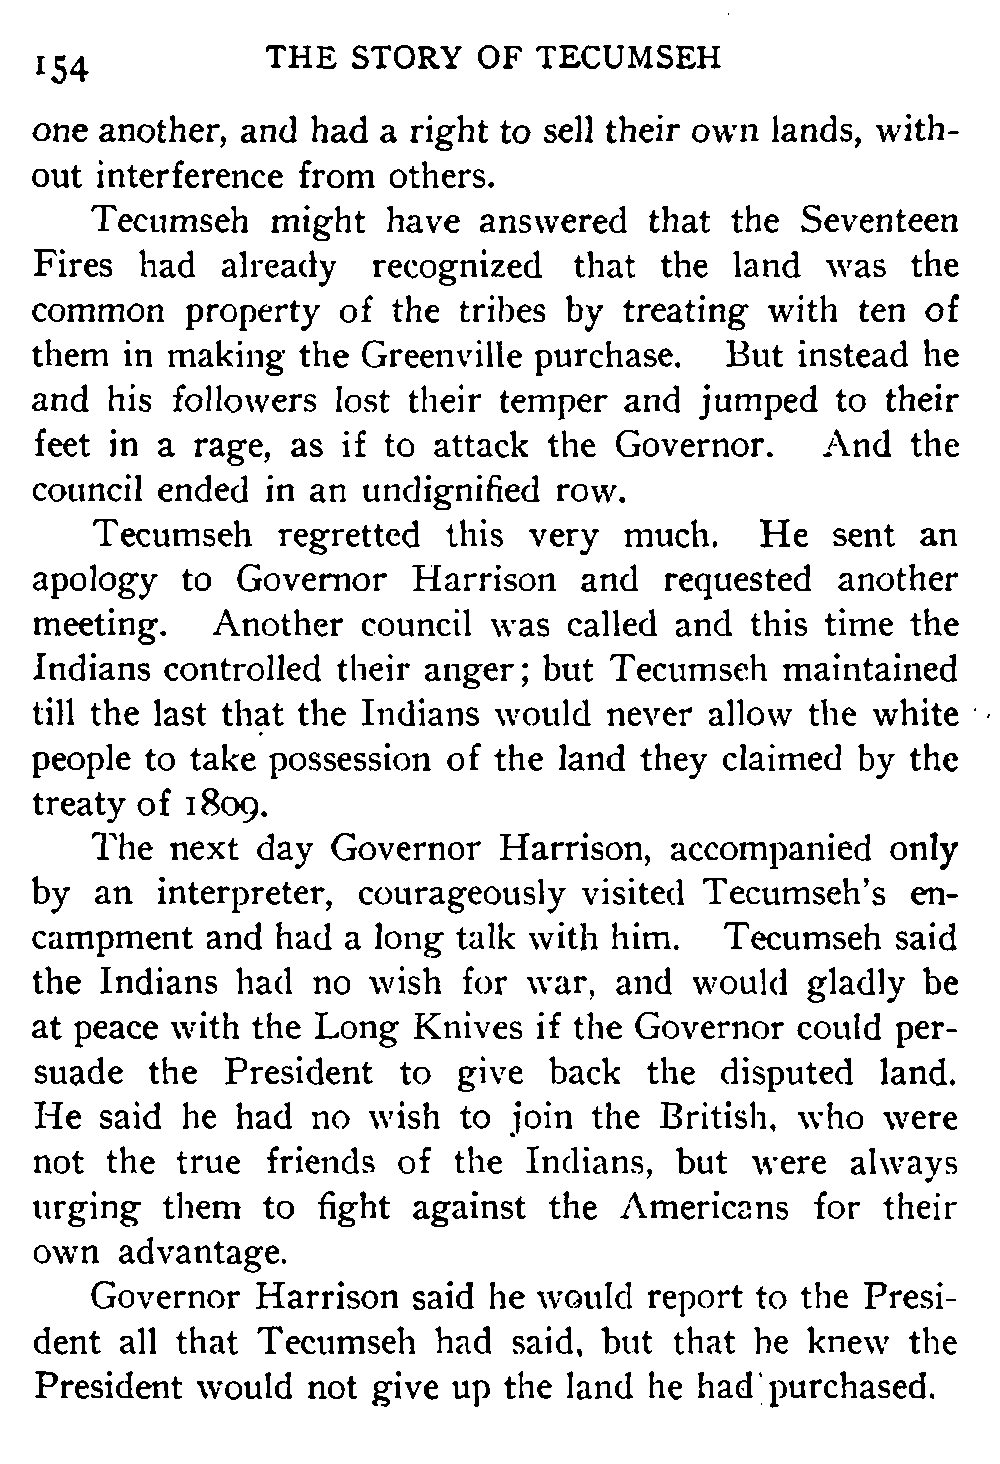 154 THE STORY OF TECUMSEH
one another, and had a right to sell their own lands, with-
out interference from others.
Tecumseh might have answered that the Seventeen
Fires had already recognized that the land was the
common property of the tribes by treating with ten of
them in making the Greenville purchase. But instead he
and his followers lost their temper and jumped to their
feet in a rage, as if to attack the Governor. And the
council ended in an undignified row.
Tecumseh regretted this very much. He sent an
apology to Governor Harrison and requested another
meeting. Another council was called and this time the
Indians controlled their anger; but Tecumseh maintained
till the last that the Indians would never allow the white
people to take possession of the land they claimed by the
treaty of 1809.
The next day Governor Harrison, accompanied only
by an interpreter, courageously visited Tecumseh's en-
campment and had a long talk with him. Tecumseh said
the Indians had no wish for war, and would gladly be
at peace with the Long Knives if the Governor could per-
suade the President to give back the disputed land.
He said he had no wish to join the British, who were
not the true friends of the Indians, but were always
urging them to fight against the Americans for their
own advantage.
Governor Harrison said he would report to the Presi-
dent all that Tecumseh had said, but that he knew the
President would not give up the land he had purchased.